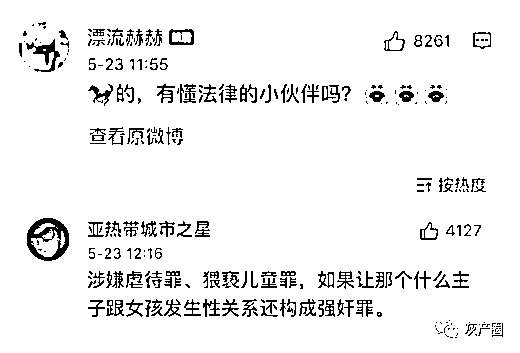 漂流赫赫
8261
5-23 11:55
的，有懂法律的小伙伴吗？
查看原微博
按热度
亚热带城市之星
4127
5-23 12:16
涉嫌虐待罪、猥亵儿童罪，如果让那个什么主
子跟女孩发生性关系还构成强奸罪。
灰产圈